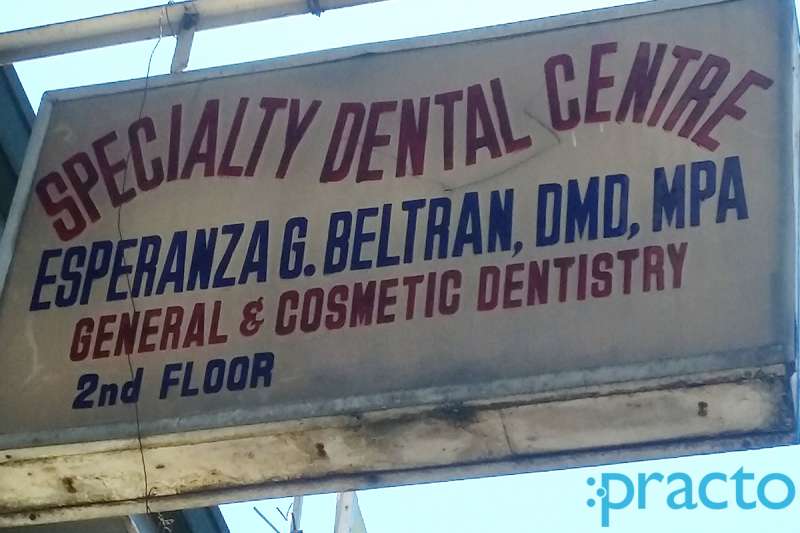 SPECIALTY DENTAL CENTRE
ESPERANZA G. BELTRAN, DMD, MPA
GENERAL & COSMETIC DENTISTRY
2nd FLOOR
practo